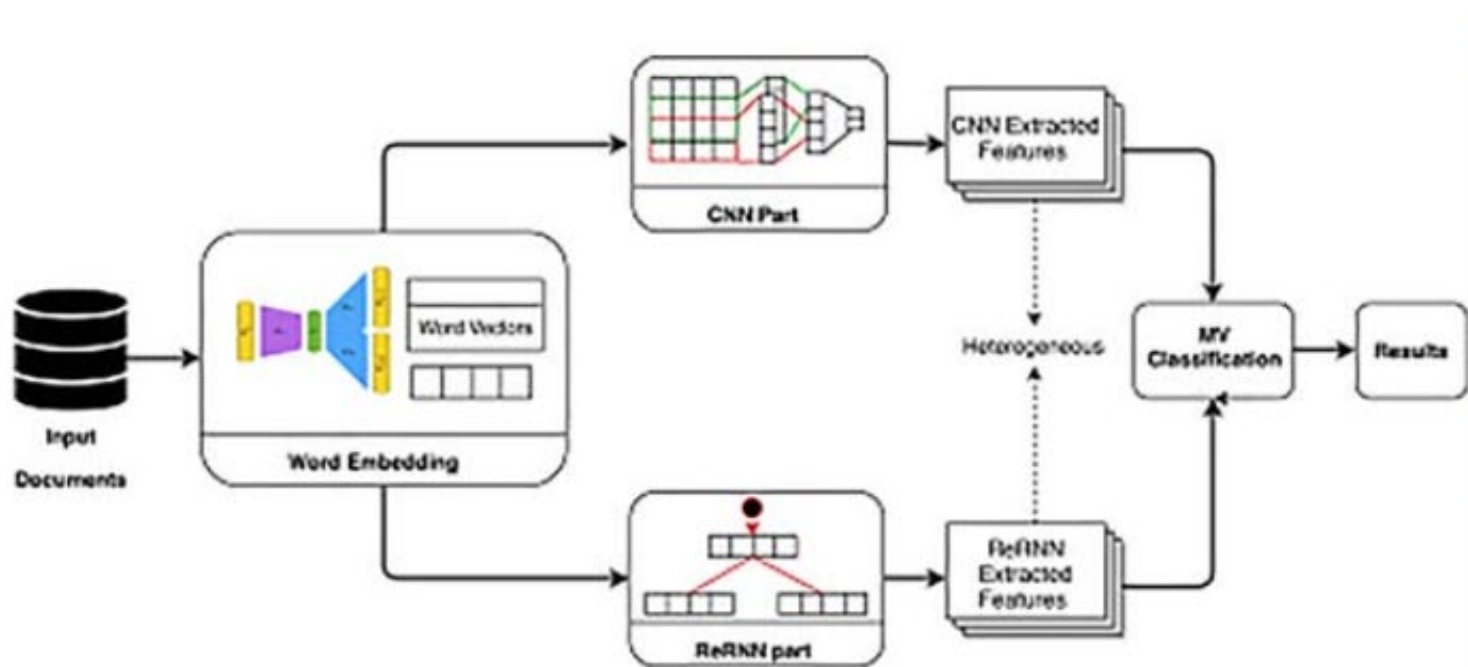 Input
Documents
Word Vectors
Word Embedding
CNN Part
CNN Extracted
Features
Heterogeneous
ReRNN part
ReRNN
Extracted
Features
MV
Classification
Results